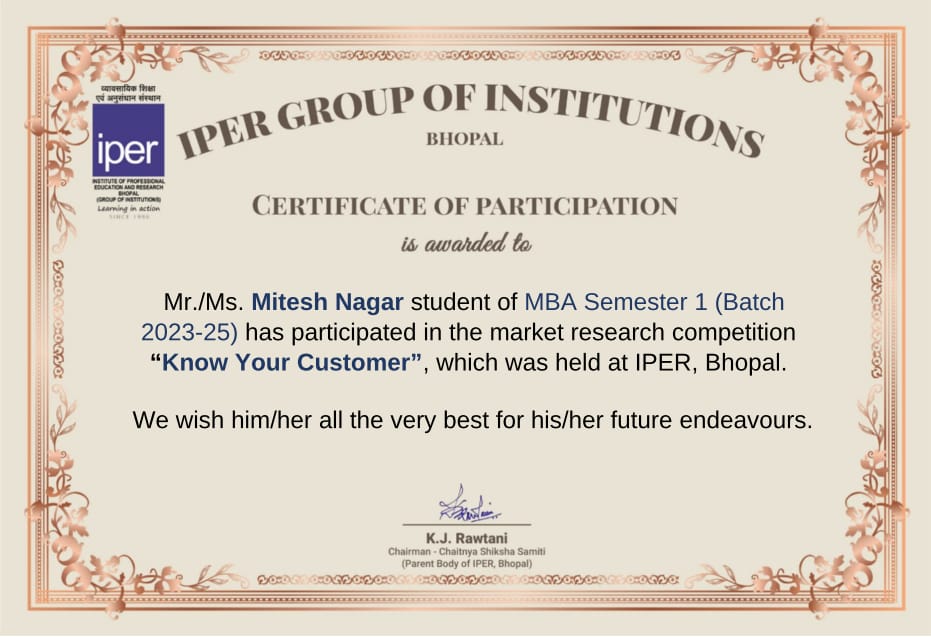 व्यावसायिक शिक्षा
एवं अनुसंधान संस्थान
iper
INSTITUTE OF PROFESSIONAL
EDUCATION AND RESEARCH
BHOPAL
(GROUP OF INSTITUTIONS)
Learning in action
SINCE 1996
IPER GROUP OF INSTITUTIONS
BHOPAL
CERTIFICATE OF PARTICIPATION
is awarded to
Mr./Ms. Mitesh Nagar student of MBA Semester 1 (Batch
2023-25) has participated in the market research competition
“Know Your Customer”, which was held at IPER, Bhopal.
We wish him/her all the very best for his/her future endeavours.
K.J. Rawtani
Chairman - Chaitnya Shiksha Samiti
(Parent Body of IPER, Bhopal)